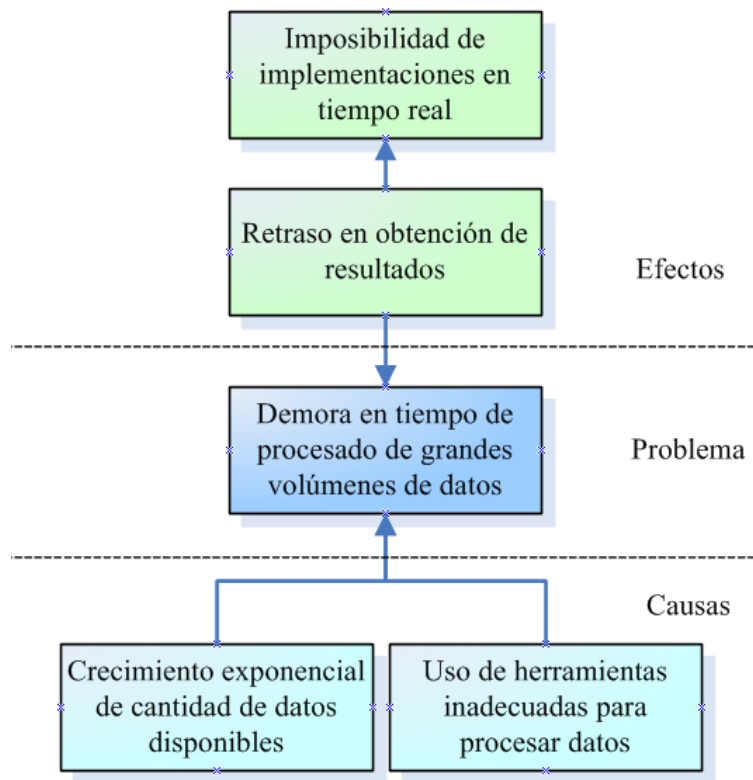 Imposibilidad de
implementaciones en
tiempo real
Retraso en obtención de
resultados
Efectos
Demora en tiempo de
procesado de grandes
volúmenes de datos
Problema
Causas
Crecimiento exponencial
de cantidad de datos
disponibles
Uso de herramientas
inadecuadas para
procesar datos